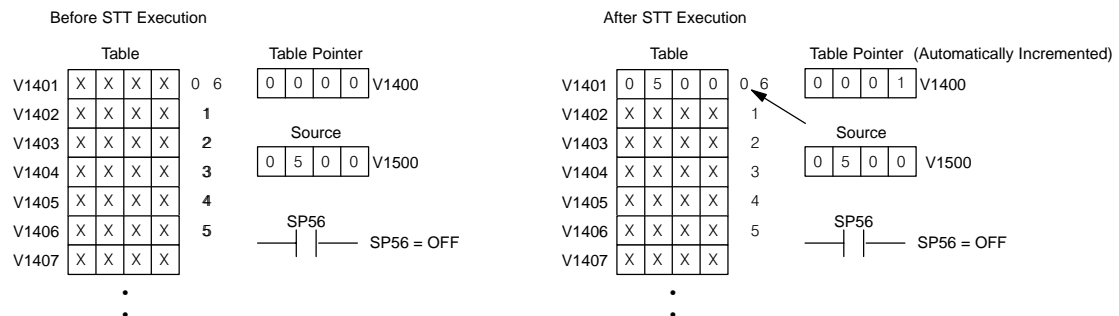 Before STT Execution
Table
Table Pointer
V1401 X X X X 0 6
0 0 0 0 V1400
V1402 X X X X 1
V1403 X X X X 2
Source
V1404 X X X X 3
0 5 0 0 V1500
V1405 X X X X 4
V1406 X X X X 5
SP56
SP56 = OFF
V1407 X X X X
After STT Execution
Table
Table Pointer (Automatically Incremented)
V1401 0 5 0 0 0 6
0 0 0 1 V1400
V1402 X X X X 1
V1403 X X X X 2
Source
V1404 X X X X 3
0 5 0 0 V1500
V1405 X X X X 4
V1406 X X X X 5
SP56
SP56 = OFF
V1407 X X X X